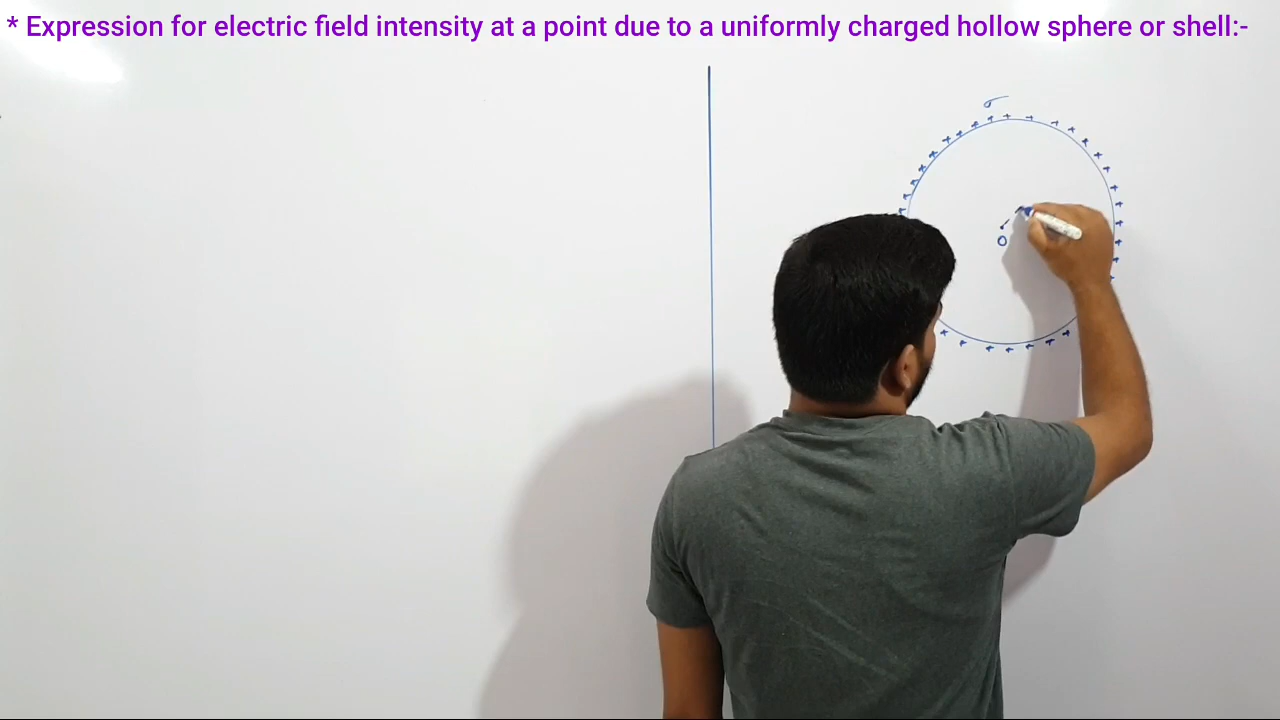 * Expression for electric field intensity at a point due to a uniformly charged hollow sphere or shell:-
σ
O